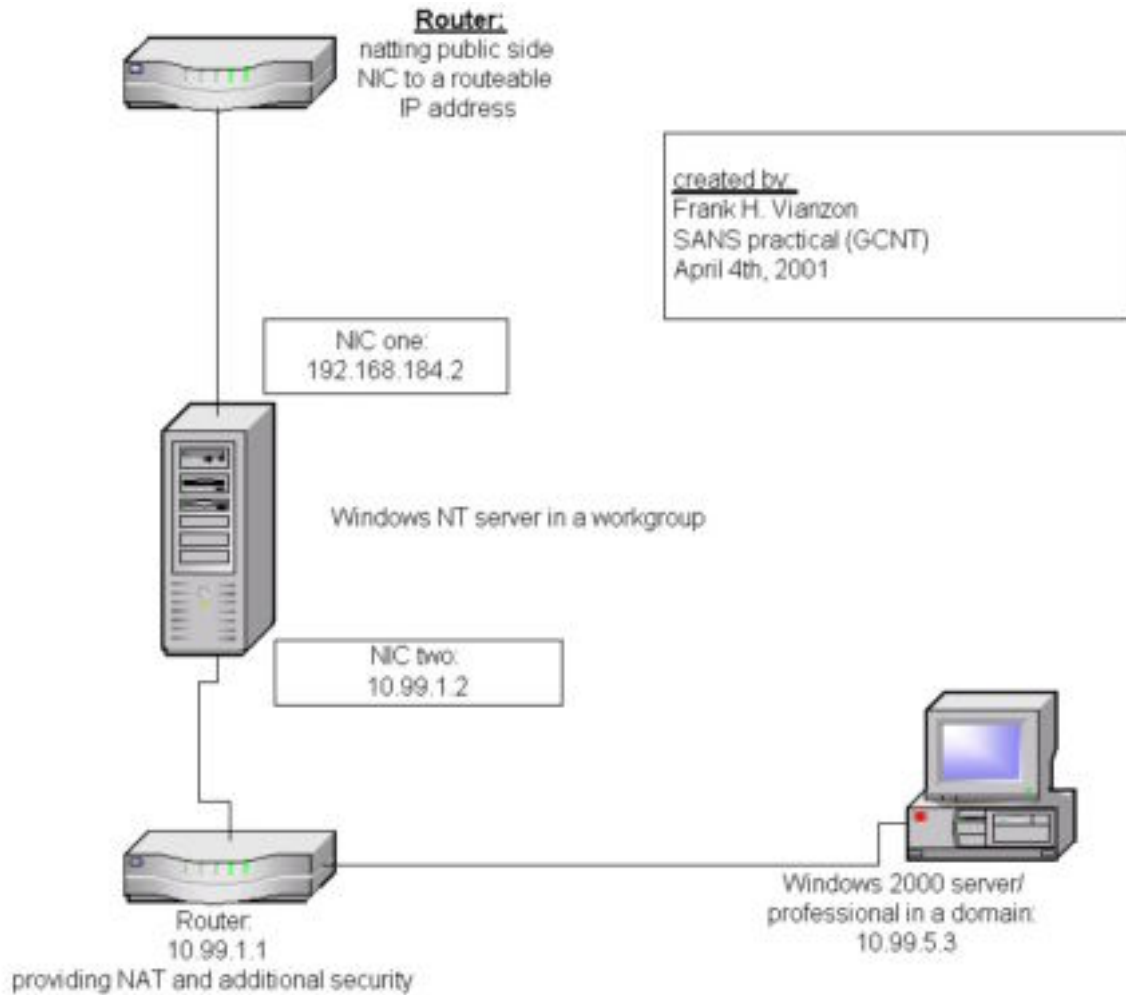 Router:
natting public side
NIC to a routeable
IP address
created by:
Frank H. Vianzon
SANS practical (GCNT)
April 4th, 2001
NIC one:
192.168.184.2
Windows NT server in a workgroup
NIC two:
10.99.1.2
Windows 2000 server/
professional in a domain:
10.99.5.3
Router:
10.99.1.1
providing NAT and additional security